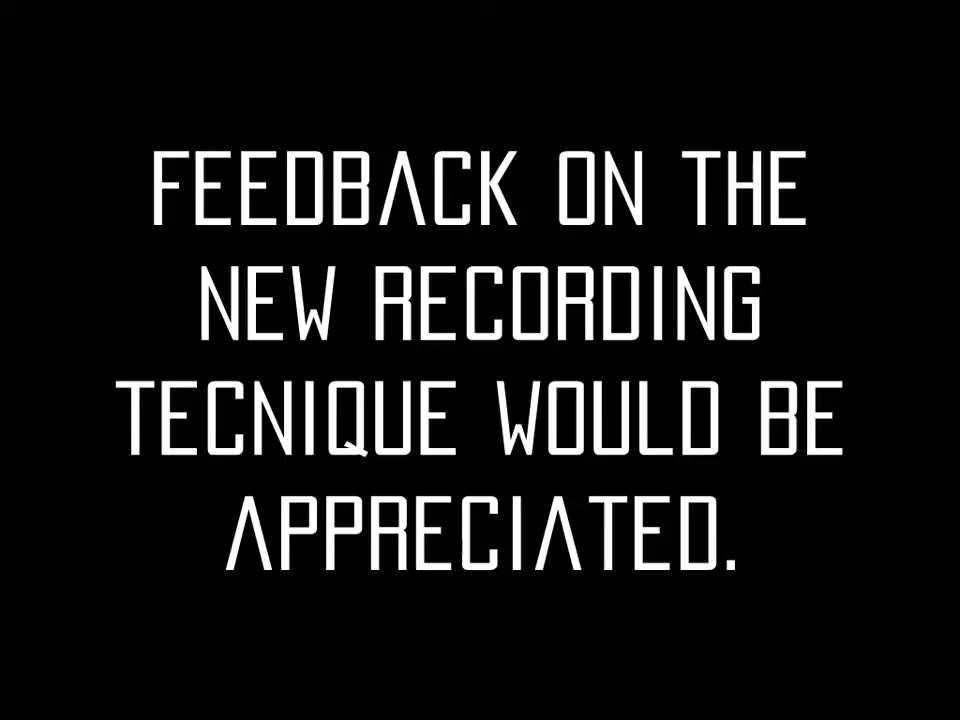 FEEDBACK ON THE
NEW RECORDING
TECNIQUE WOULD BE
APPRECIATED.